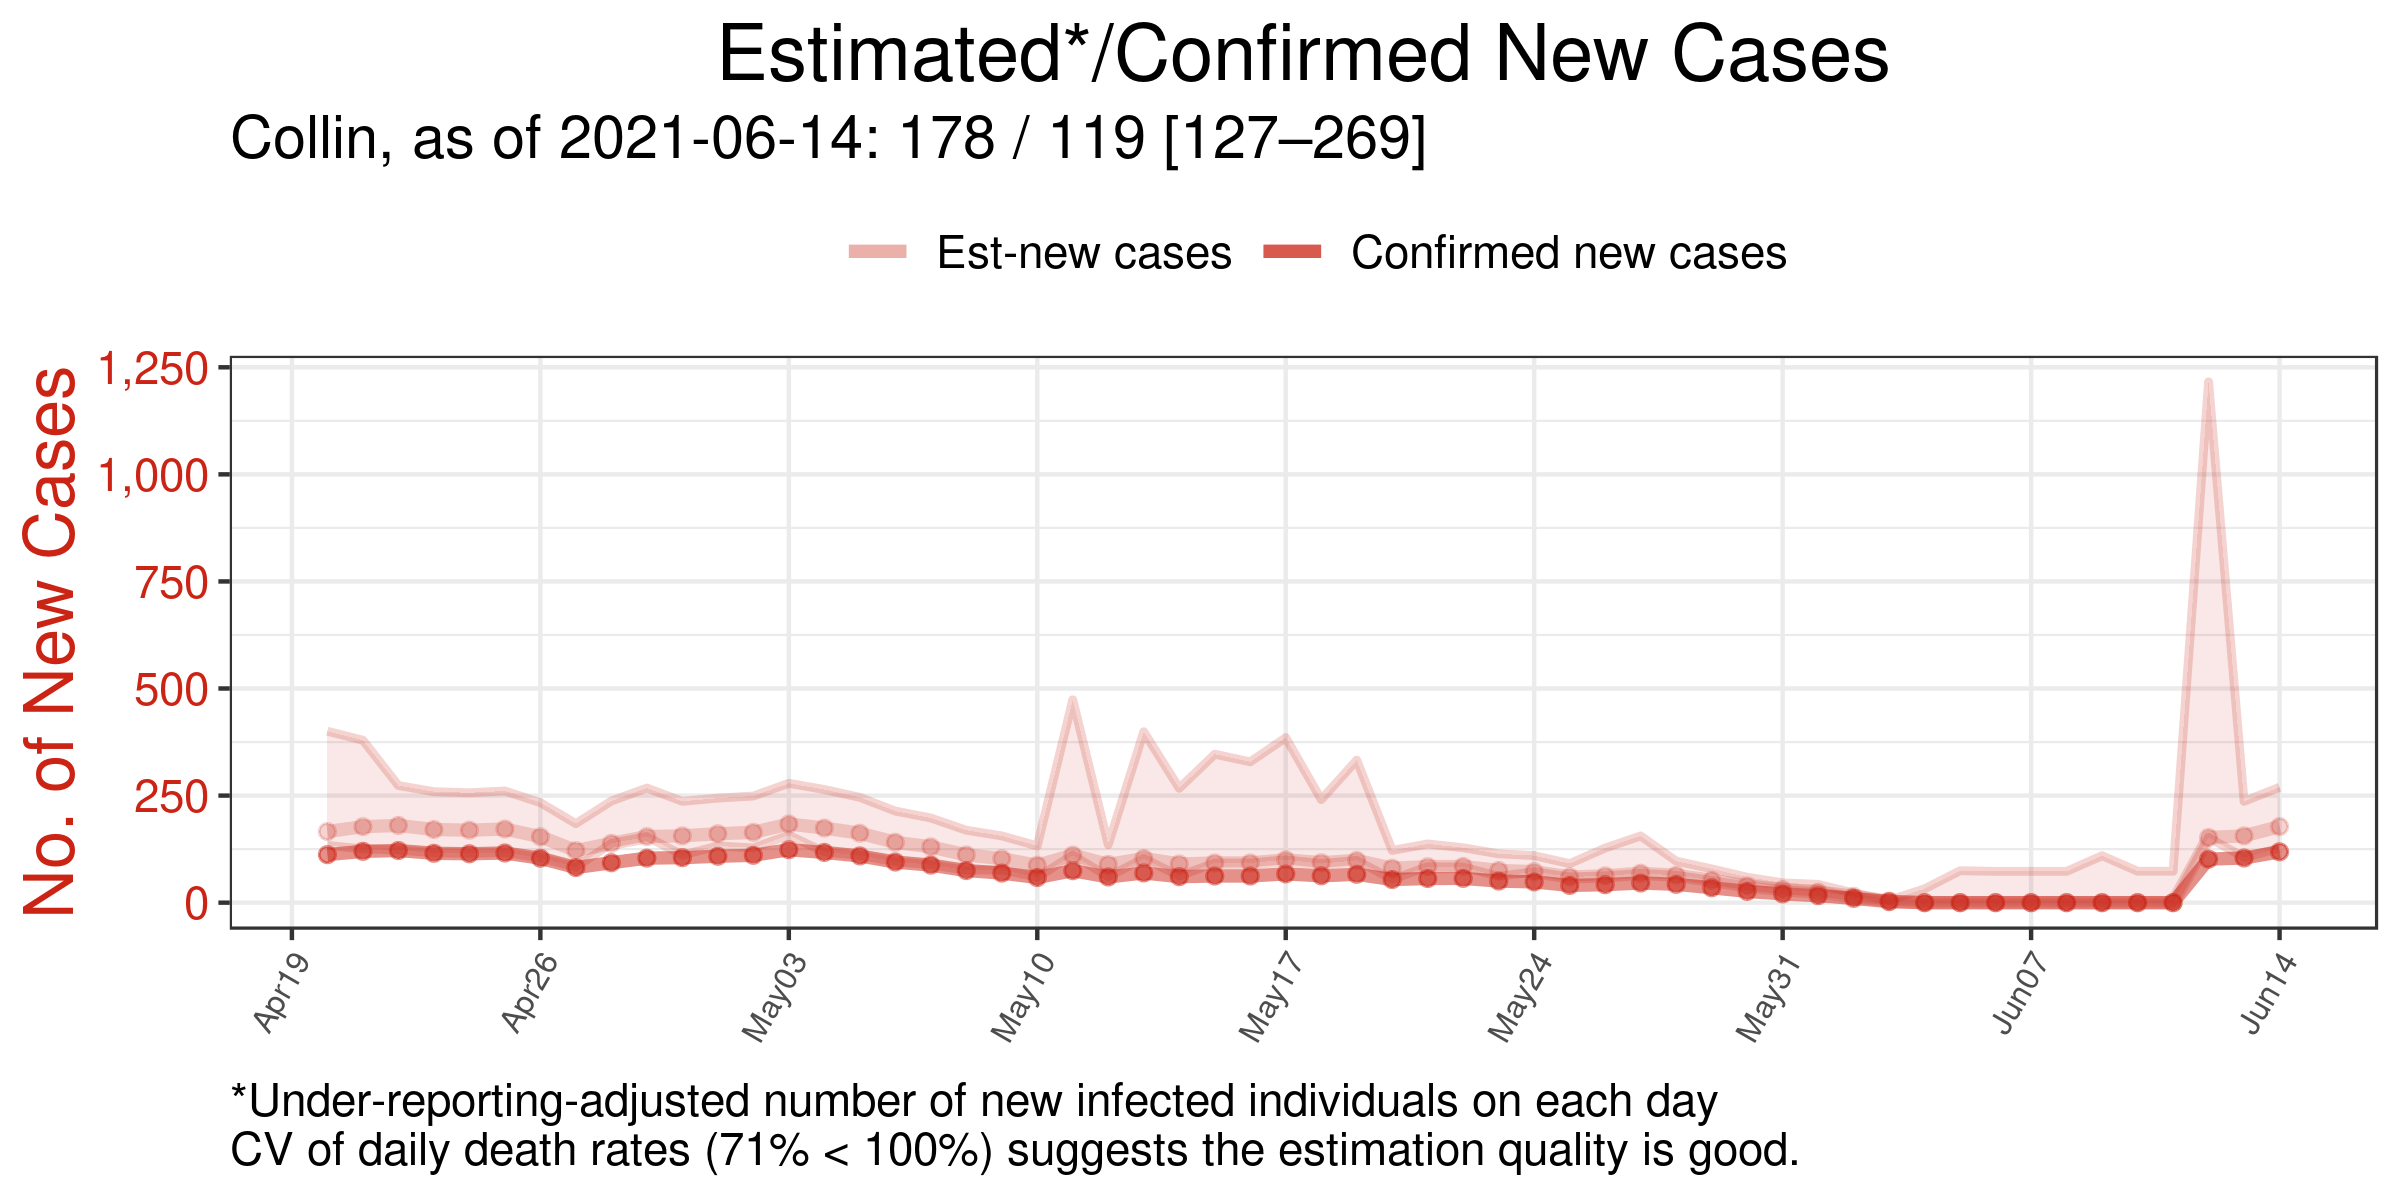 Estimated*/Confirmed New Cases
Collin, as of 2021-06-14: 178 / 119 [127–269]
Est-new cases Confirmed new cases
No. of New Cases
1,250
1,000
750
500
250
0
Apr19 Apr26 May03 May10 May17 May24 May31 Jun07 Jun14
*Under-reporting-adjusted number of new infected individuals on each day
CV of daily death rates (71% < 100%) suggests the estimation quality is good.